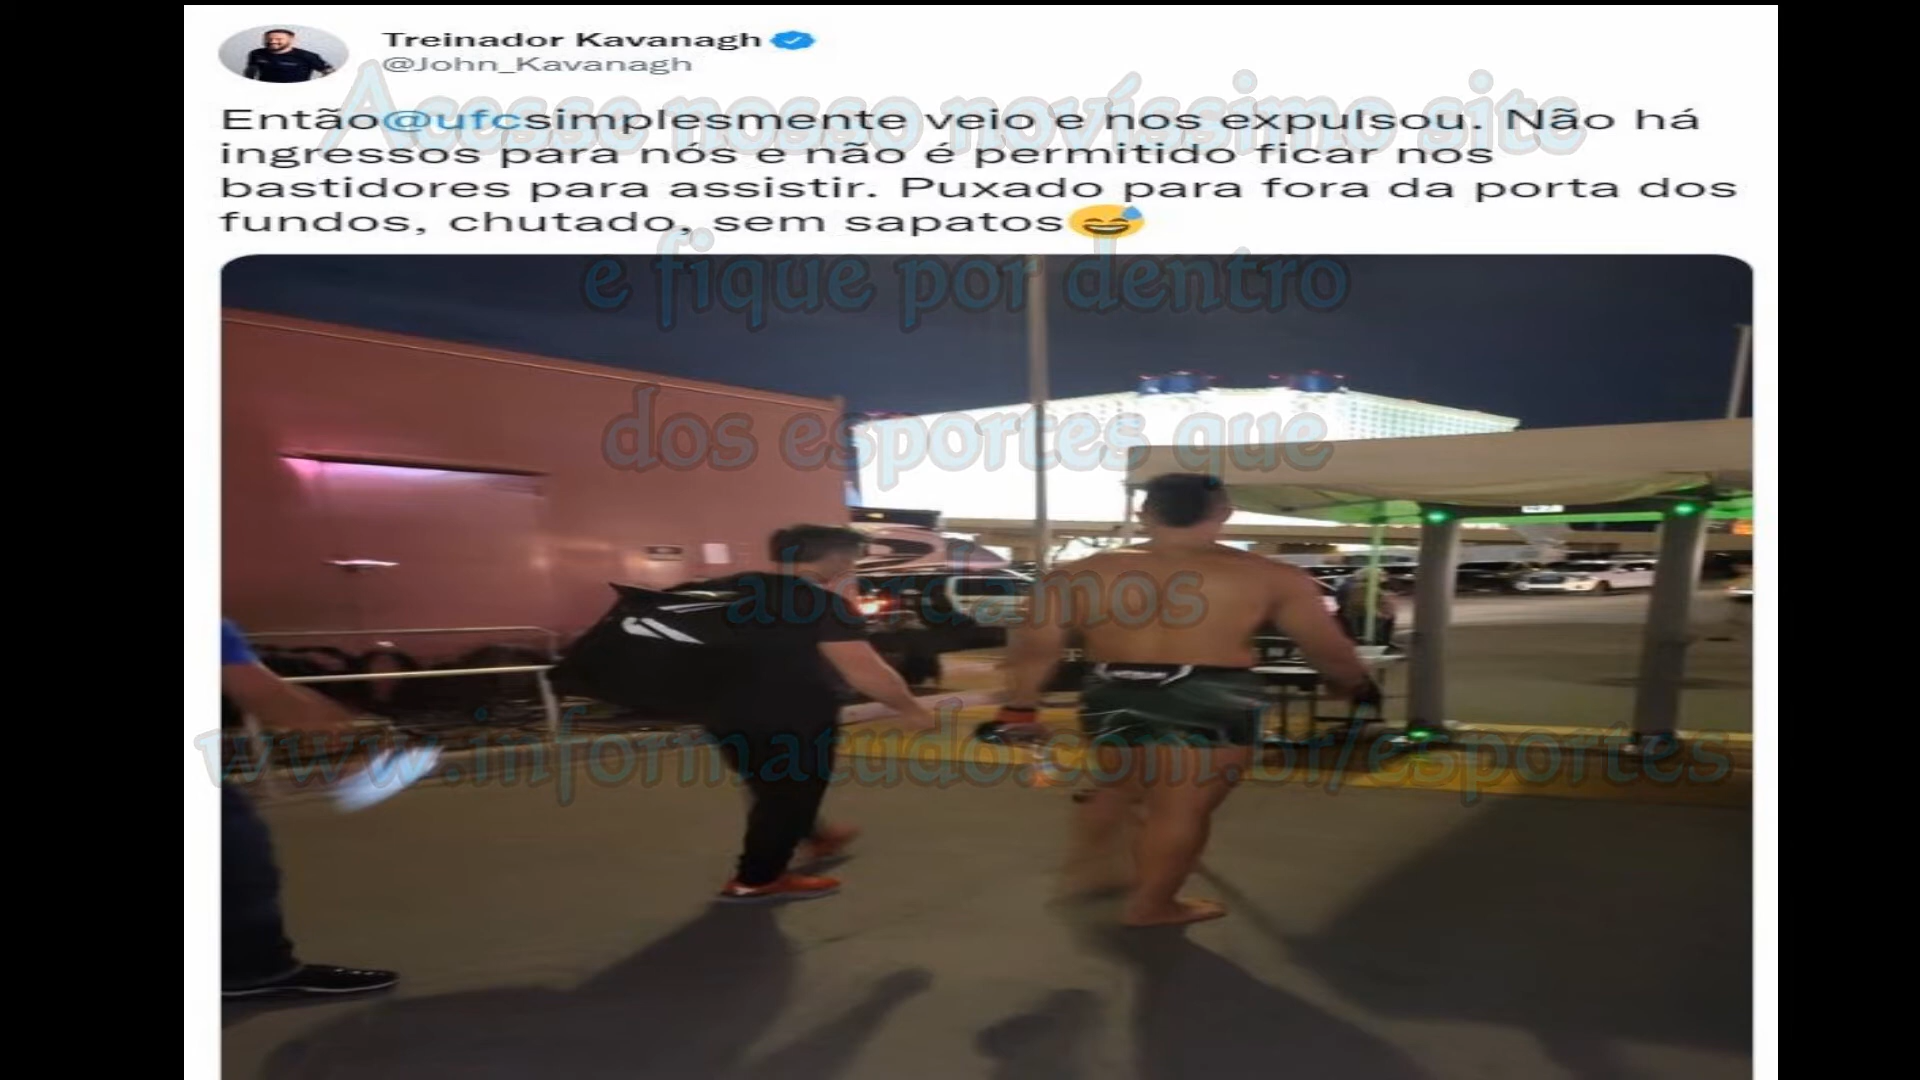 Treinador Kavanagh
@John_Kavanagh
Então@ufcsimplesmente veio e nos expulsou. Não há
ingressos para nós e não é permitido ficar nos
bastidores para assistir. Puxado para fora da porta dos
fundos, chutado, sem sapatos
Acesse nosso novíssimo site
e fique por dentro
dos esportes que
abordamos
www.informatudo.com.br/esportes